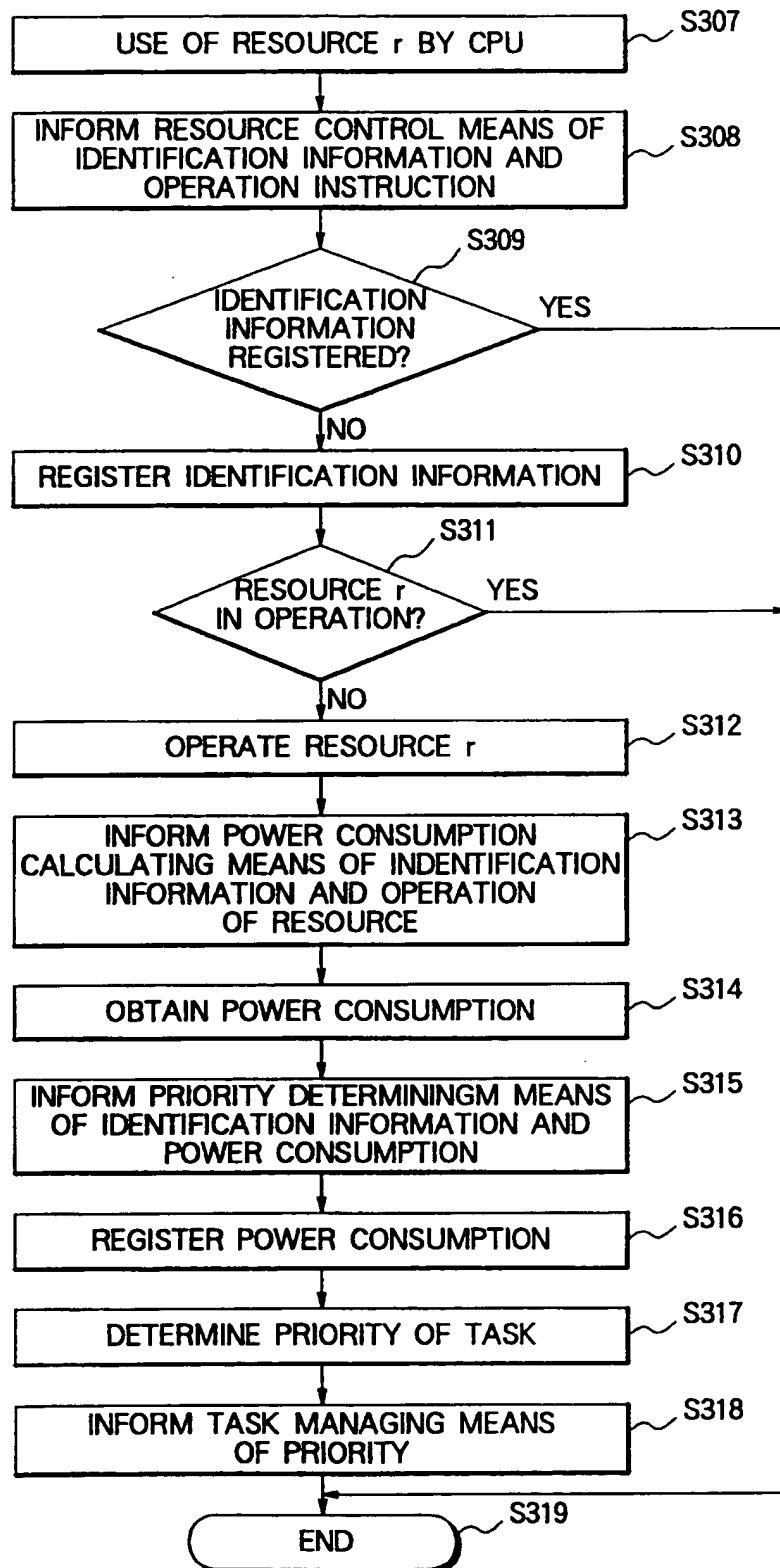 USE OF RESOURCE r BY CPU
S307
INFORM RESOURCE CONTROL MEANS OF
IDENTIFICATION INFORMATION AND
OPERATION INSTRUCTION
S308
S309
IDENTIFICATION
INFORMATION
REGISTERED?
YES
NO
REGISTER IDENTIFICATION INFORMATION
S310
S311
RESOURCE r
IN OPERATION?
YES
NO
OPERATE RESOURCE r
S312
INFORM POWER CONSUMPTION
CALCULATING MEANS OF INDENTIFICATION
INFORMATION AND OPERATION
OF RESOURCE
S313
OBTAIN POWER CONSUMPTION
S314
INFORM PRIORITY DETERMININGM MEANS
OF IDENTIFICATION INFORMATION AND
POWER CONSUMPTION
S315
REGISTER POWER CONSUMPTION
S316
DETERMINE PRIORITY OF TASK
S317
INFORM TASK MANAGING MEANS
OF PRIORITY
S318
END
S319